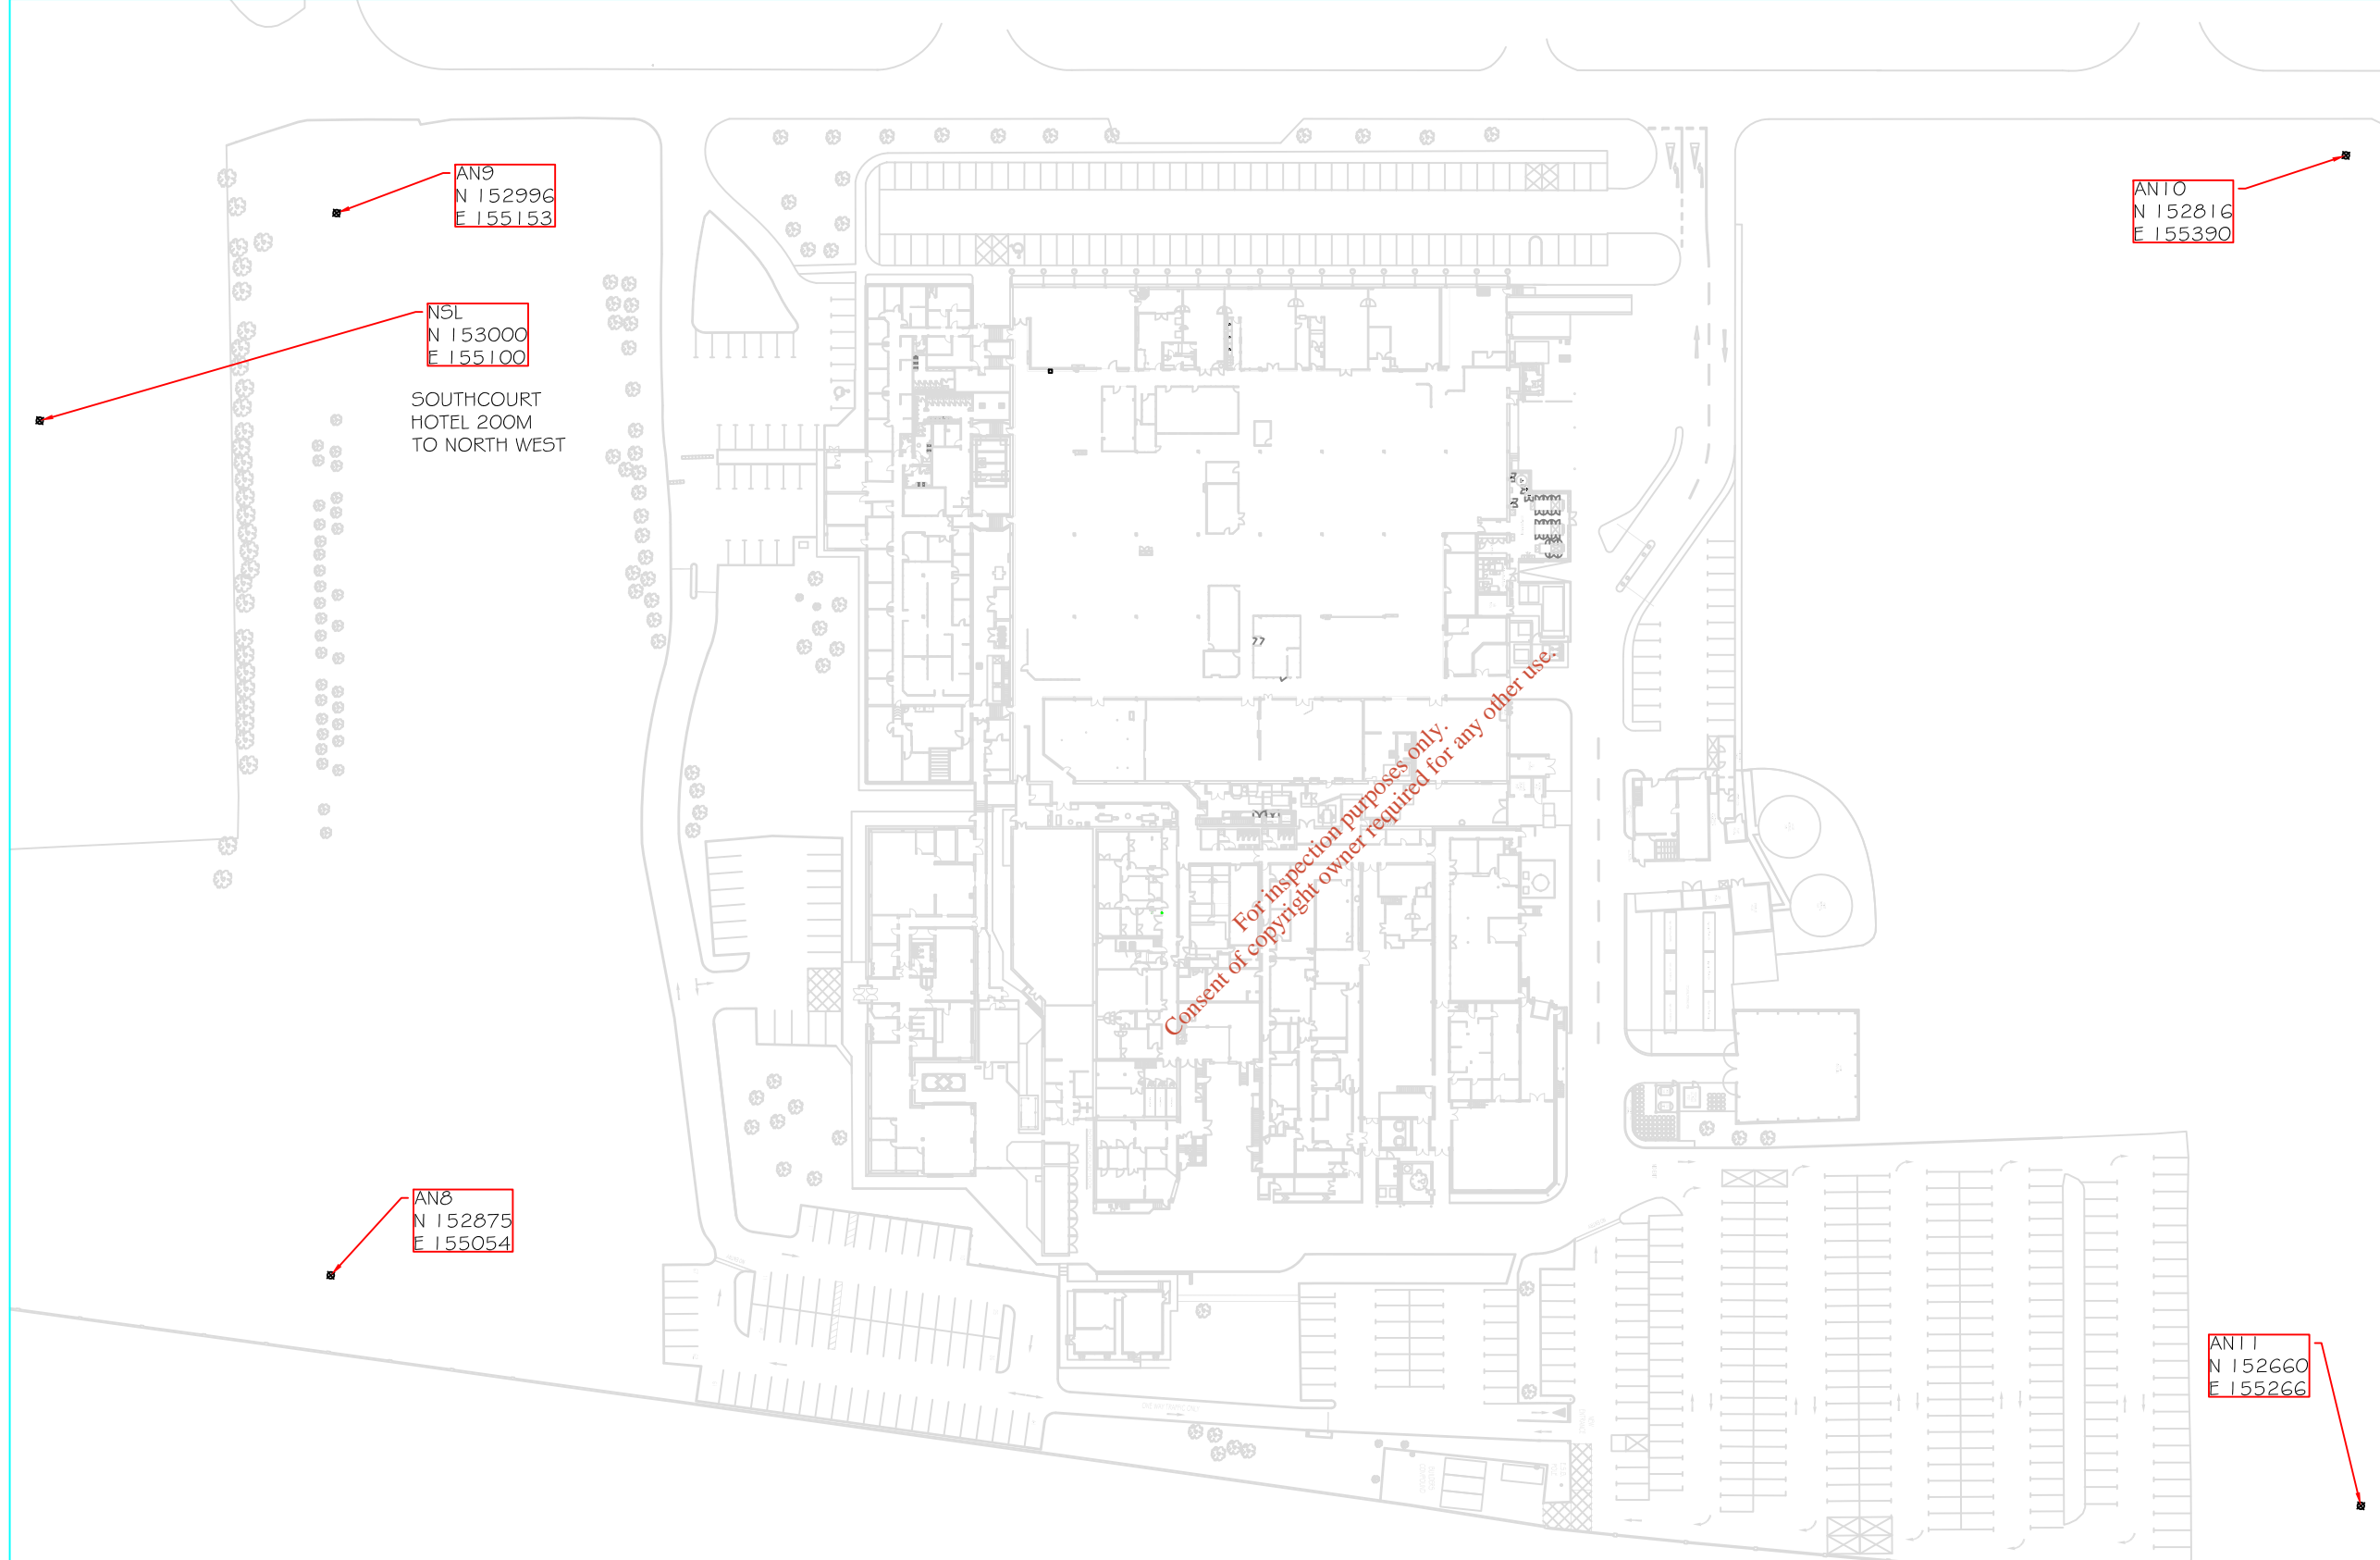 AN9
N 152996
E 155153
AN10
N 152816
E 155390
NSL
N 153000
E 155100
SOUTHCOURT
HOTEL 200M
TO NORTH WEST
For inspection purposes only.
Consent of copyright owner required for any other use.
AN8
N 152875
E 155054
AN11
N 152660
E 155266